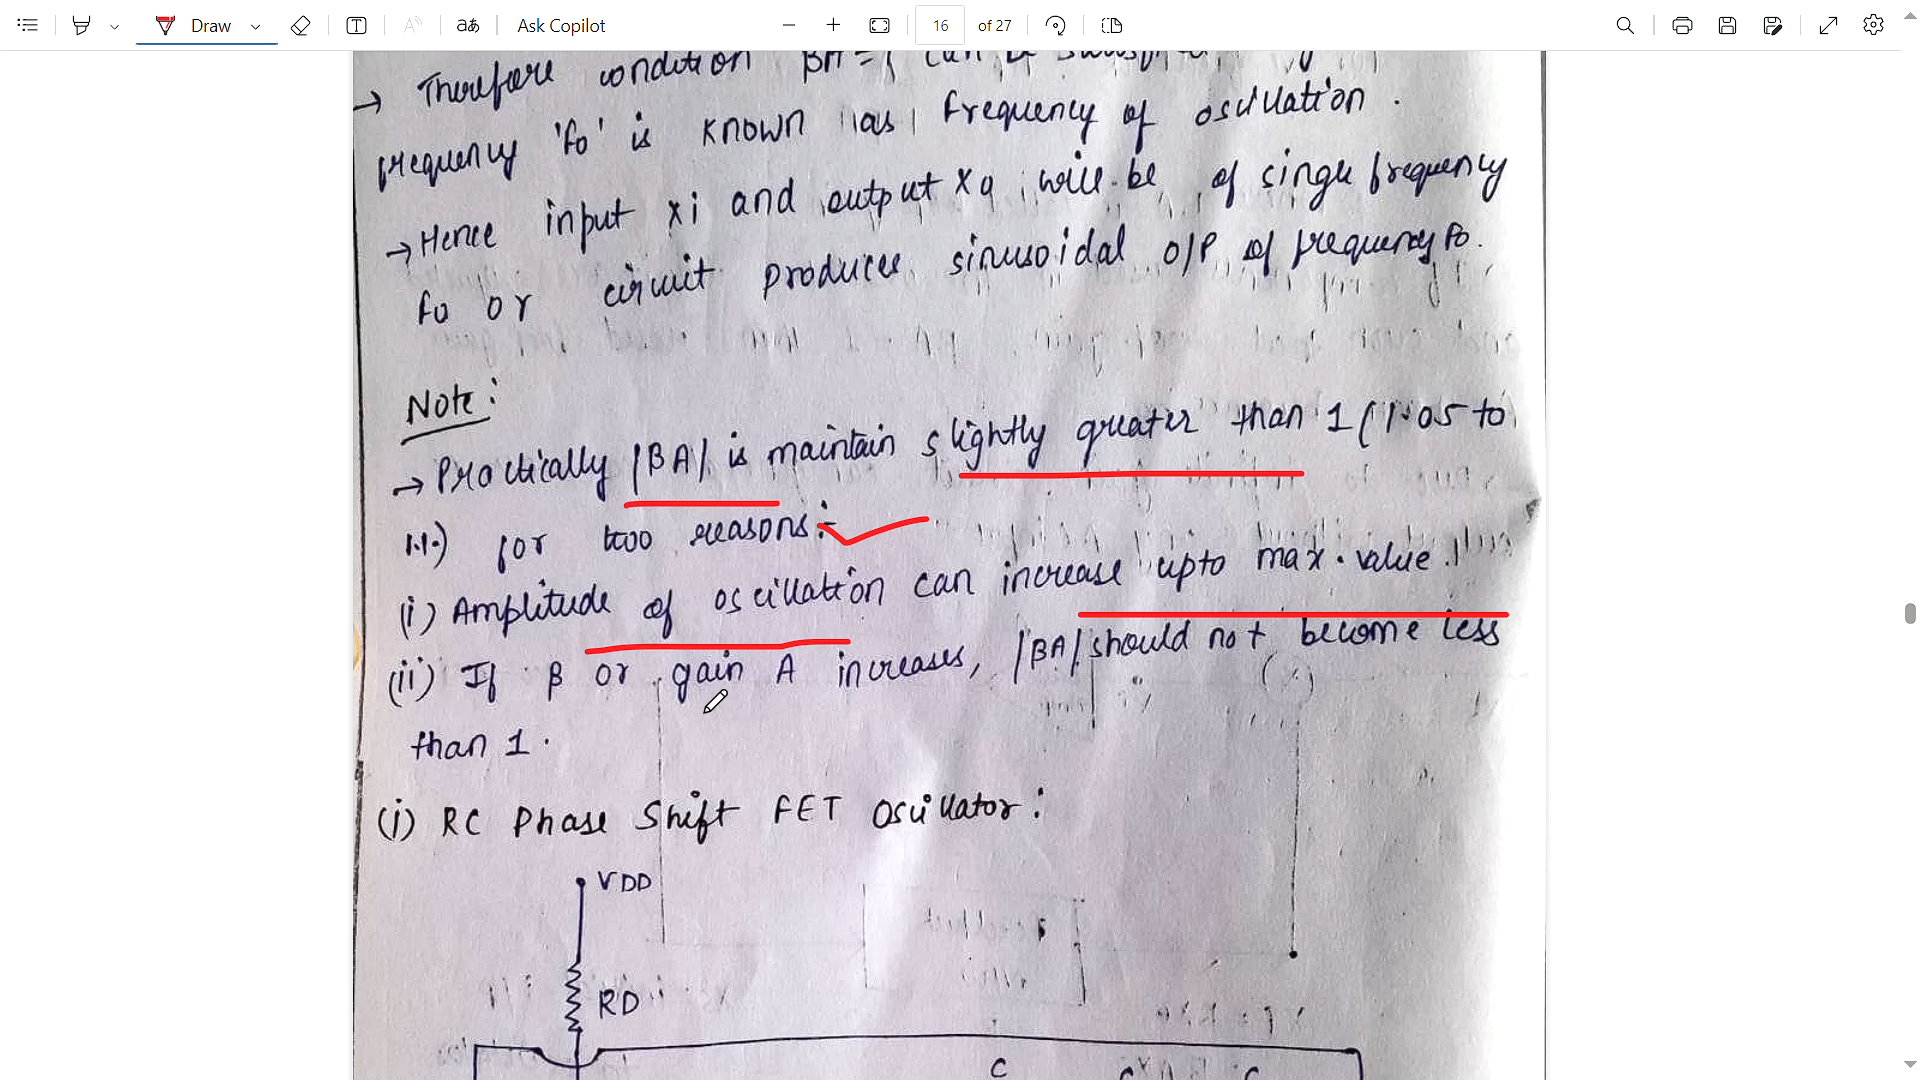 Draw
Ask Copilot
16 of 27
→ Therefore condition βA=1 can be
frequency 'fo' is known as frequency of oscillation.
→ Hence input xi and output xo will be of single frequency
fo or circuit produces sinusoidal O/P of frequency fo.
Note:
→ Practically |βA| is maintain slightly greater than 1 (1.05 to
1.1.) for two reasons:-
(i) Amplitude of oscillation can increase upto max. value.
(ii) If β or gain A increases, |βA| should not become less
than 1.
(i) RC Phase Shift FET Oscillator:
VDD
RD
C